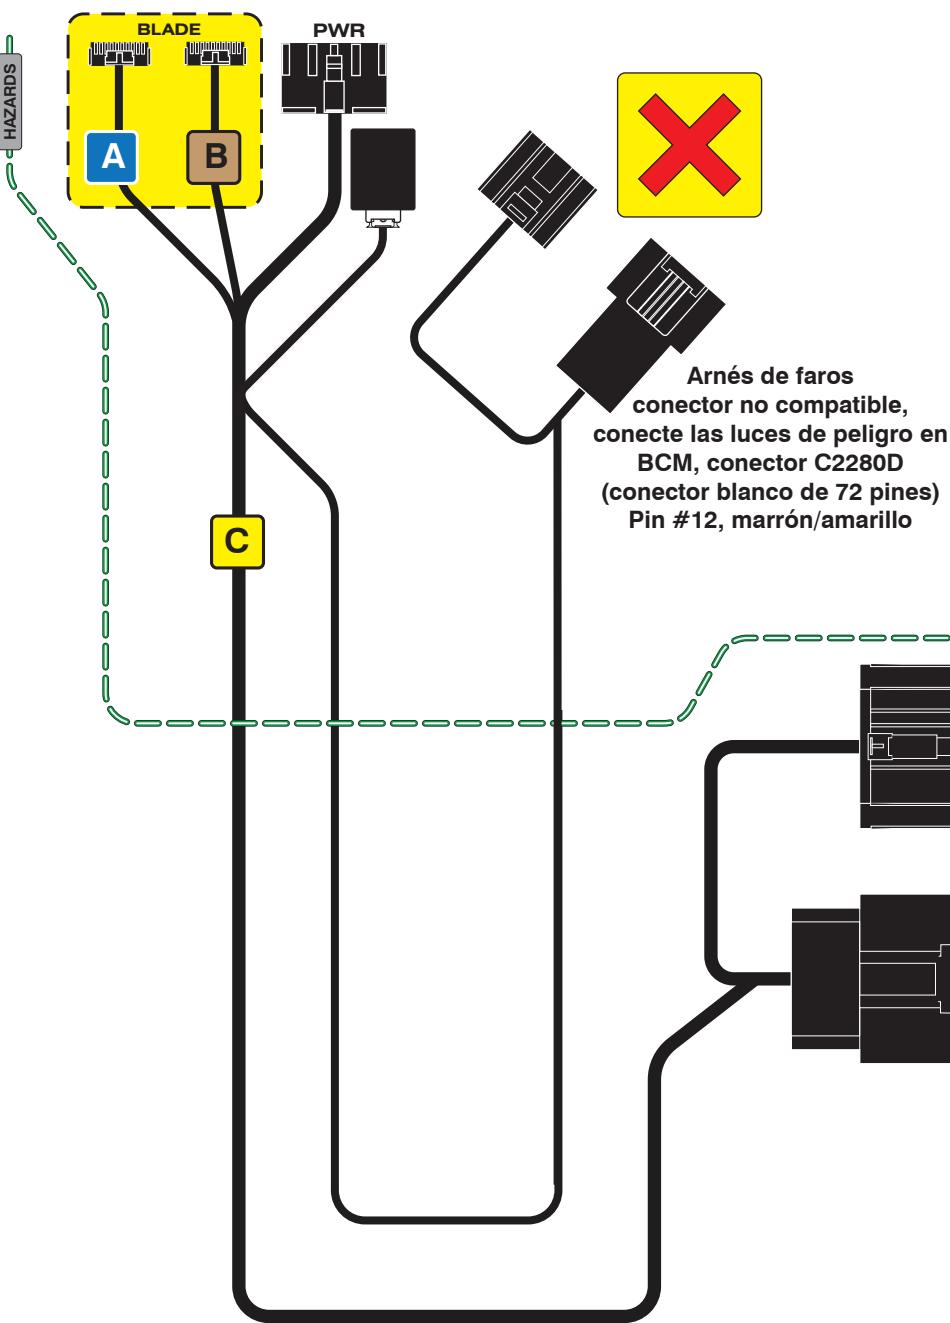 BLADE
PWR
HAZARDS
A
B
Arnés de faros
conector no compatible,
conecte las luces de peligro en
BCM, conector C2280D
(conector blanco de 72 pines)
Pin #12, marrón/amarillo
C